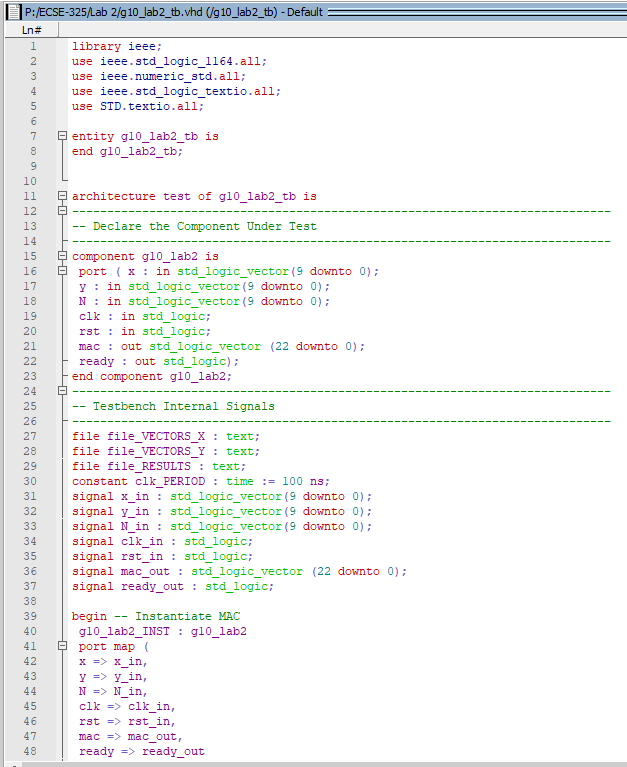 P:/ECSE-325/Lab 2/g10_lab2_tb.vhd (/g10_lab2_tb) - Default
Ln#
1 library ieee;
2 use ieee.std_logic_1164.all;
3 use ieee.numeric_std.all;
4 use ieee.std_logic_textio.all;
5 use STD.textio.all;
6
7 entity g10_lab2_tb is
8 end g10_lab2_tb;
9
10
11 architecture test of g10_lab2_tb is
12 -----------------------------------------------------------------------------
13 -- Declare the Component Under Test
14 -----------------------------------------------------------------------------
15 component g10_lab2 is
16 port ( x : in std_logic_vector(9 downto 0);
17 y : in std_logic_vector(9 downto 0);
18 N : in std_logic_vector(9 downto 0);
19 clk : in std_logic;
20 rst : in std_logic;
21 mac : out std_logic_vector (22 downto 0);
22 ready : out std_logic);
23 end component g10_lab2;
24 -----------------------------------------------------------------------------
25 -- Testbench Internal Signals
26 -----------------------------------------------------------------------------
27 file file_VECTORS_X : text;
28 file file_VECTORS_Y : text;
29 file file_RESULTS : text;
30 constant clk_PERIOD : time := 100 ns;
31 signal x_in : std_logic_vector(9 downto 0);
32 signal y_in : std_logic_vector(9 downto 0);
33 signal N_in : std_logic_vector(9 downto 0);
34 signal clk_in : std_logic;
35 signal rst_in : std_logic;
36 signal mac_out : std_logic_vector (22 downto 0);
37 signal ready_out : std_logic;
38
39 begin -- Instantiate MAC
40 g10_lab2_INST : g10_lab2
41 port map (
42 x => x_in,
43 y => y_in,
44 N => N_in,
45 clk => clk_in,
46 rst => rst_in,
47 mac => mac_out,
48 ready => ready_out